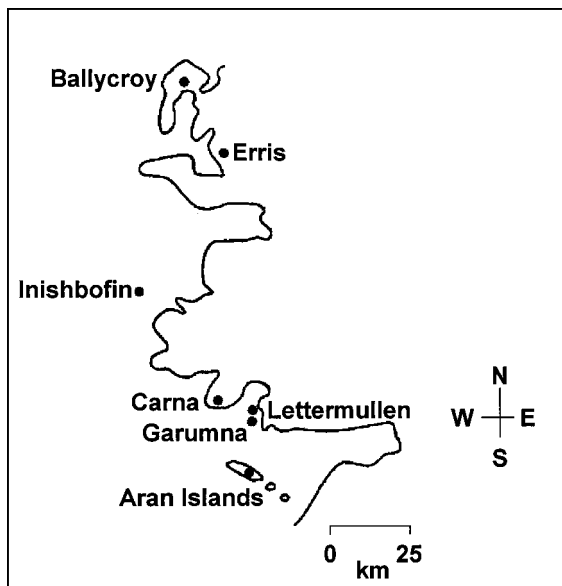 Ballycroy
Erris
Inishbofin
Carna
Lettermullen
Garumna
Aran Islands
N
W E
S
0 25
km